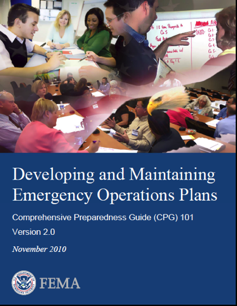 Developing and Maintaining
Emergency Operations Plans
Comprehensive Preparedness Guide (CPG) 101
Version 2.0
November 2010
FEMA